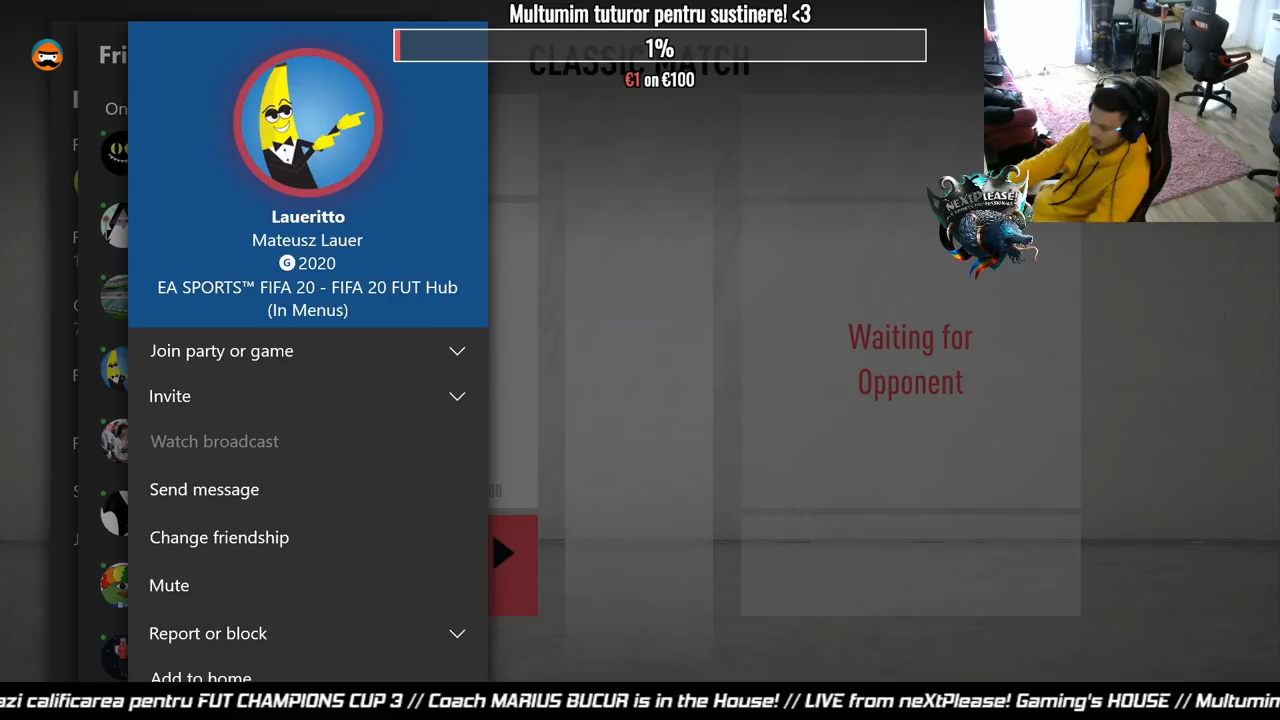 Multumim tuturor pentru sustinere! <3
1%
€1 on €100
CLASSIC MATCH
Fri
On
Laueritto
Mateusz Lauer
G 2020
EA SPORTS™ FIFA 20 - FIFA 20 FUT Hub
(In Menus)
Join party or game
Invite
Watch broadcast
Send message
Change friendship
Mute
Report or block
Add to home
Waiting for
Opponent
NEXTPLEASE!
azi calificarea pentru FUT CHAMPIONS CUP 3 // Coach MARIUS BUCUR is in the House! // LIVE from neXtPlease! Gaming's HOUSE // Multumim